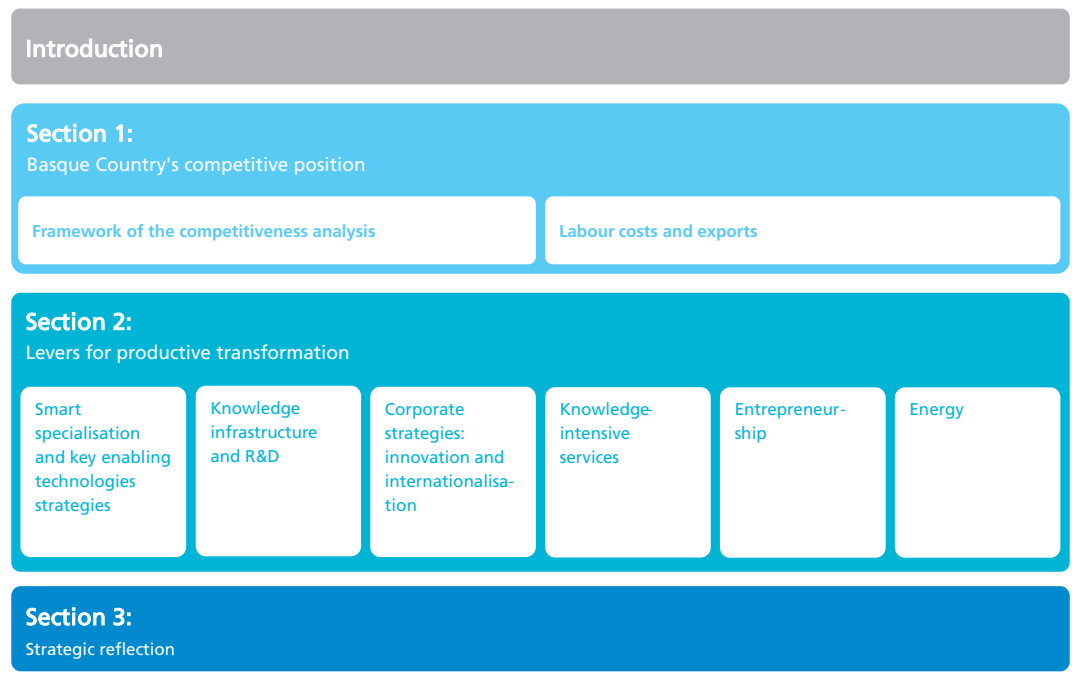 Introduction
Section 1:
Basque Country's competitive position
Framework of the competitiveness analysis
Labour costs and exports
Section 2:
Levers for productive transformation
Smart
specialisation
and key enabling
technologies
strategies
Knowledge
infrastructure
and R&D
Corporate
strategies:
innovation and
internationalisa-
tion
Knowledge-
intensive
services
Entrepreneur-
ship
Energy
Section 3:
Strategic reflection